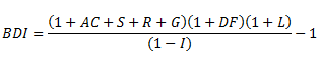 BDI = (1 + AC + S + R + G)(1 + DF)(1 + L) / (1 − I) − 1